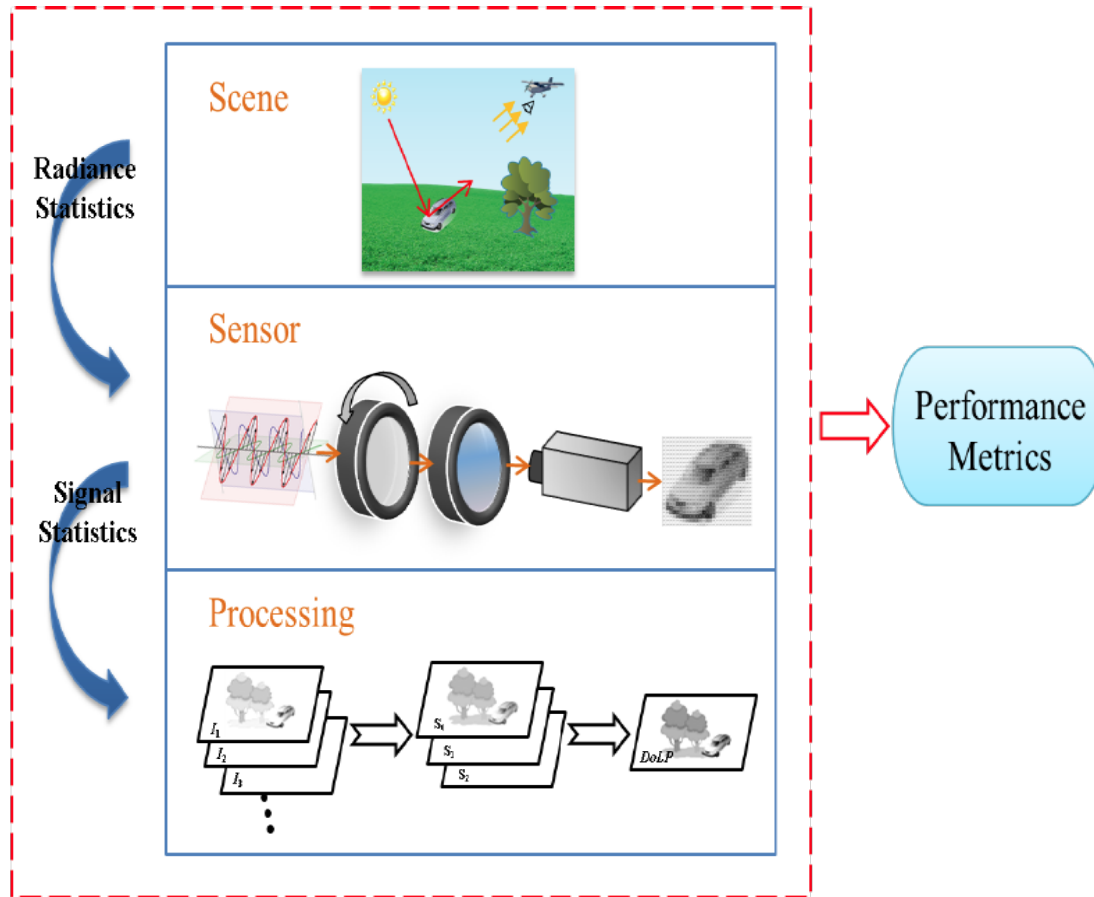 Scene
Radiance
Statistics
Sensor
Performance
Metrics
Signal
Statistics
Processing
I₁
I₂
I₃
S₀
S₁
S₂
DoLP